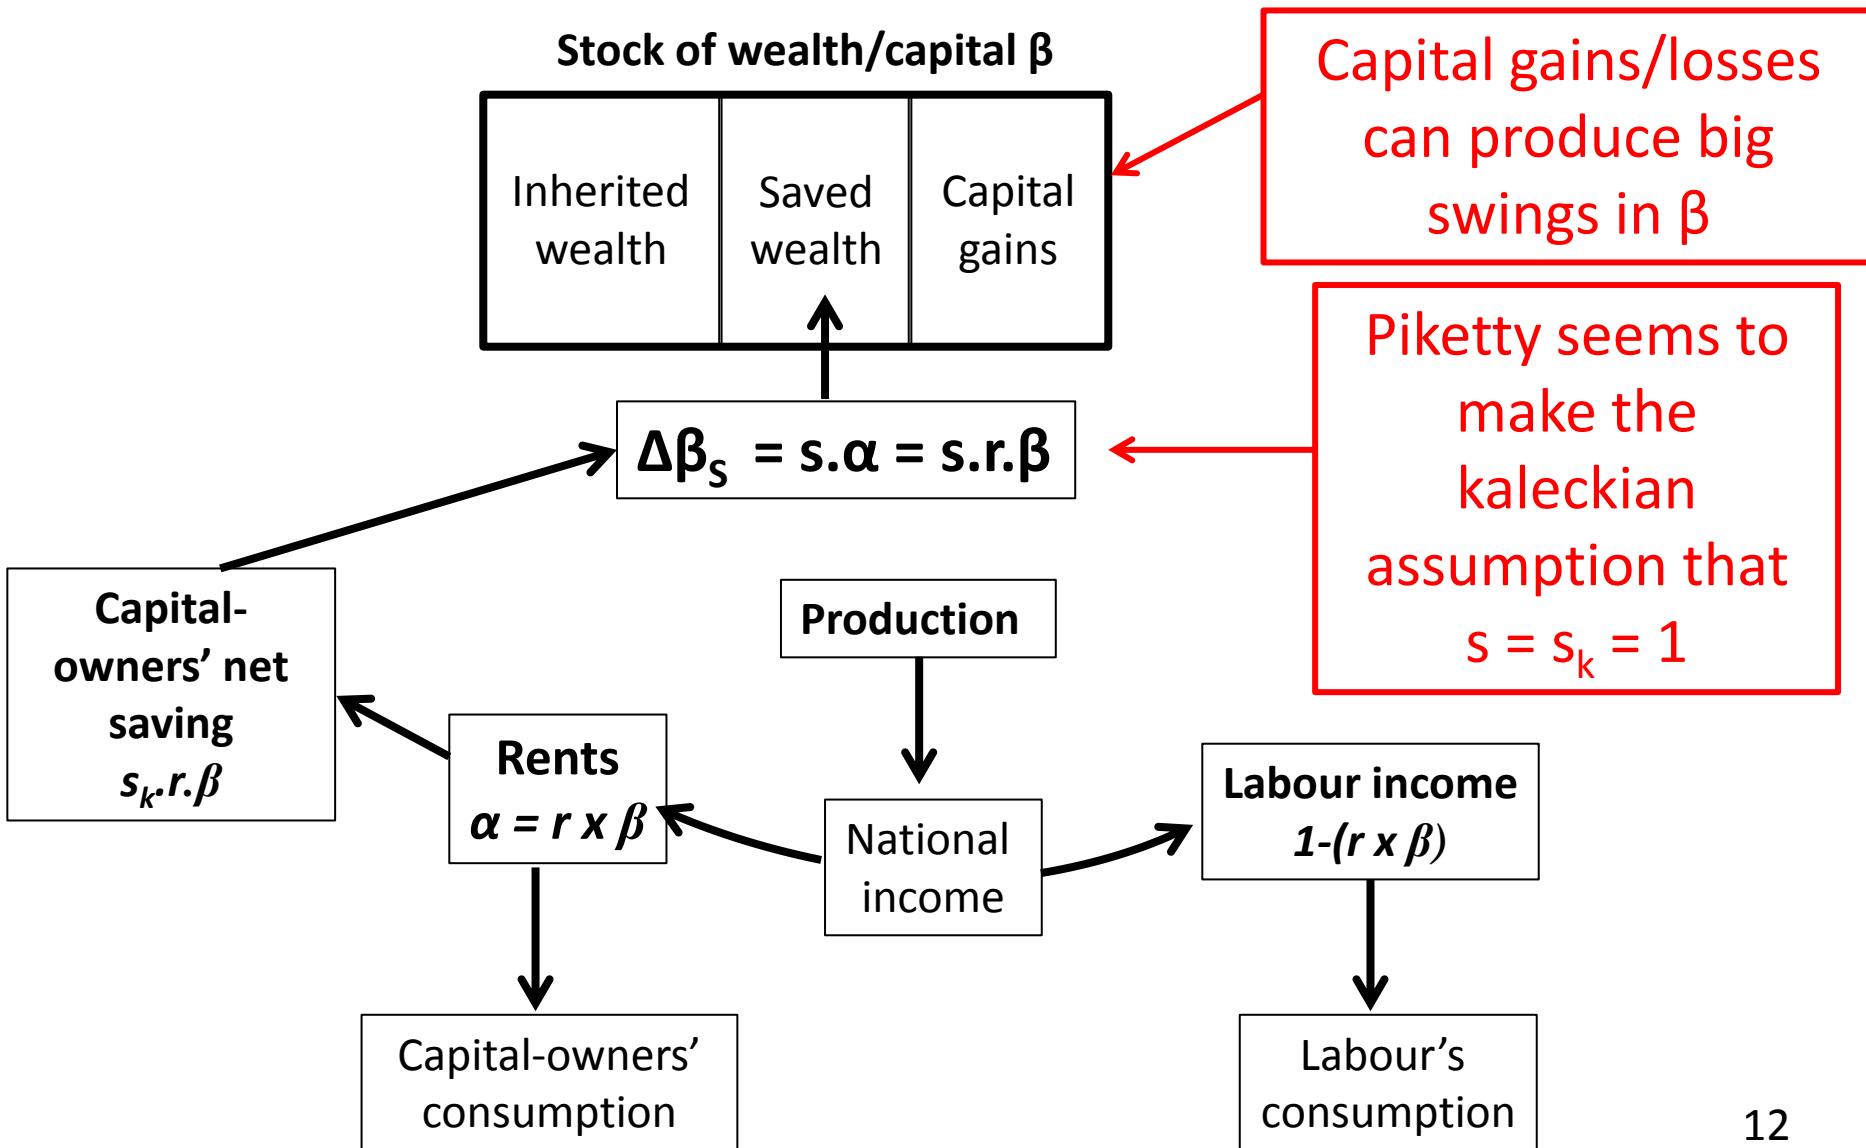 Stock of wealth/capital β
Inherited
wealth
Saved
wealth
Capital
gains
Capital gains/losses
can produce big
swings in β
ΔβS = s.α = s.r.β
Piketty seems to
make the
kaleckian
assumption that
s = sk = 1
Capital-
owners’ net
saving
sk.r.β
Production
Rents
α = r x β
National
income
Labour income
1-(r x β)
Capital-owners’
consumption
Labour’s
consumption
12